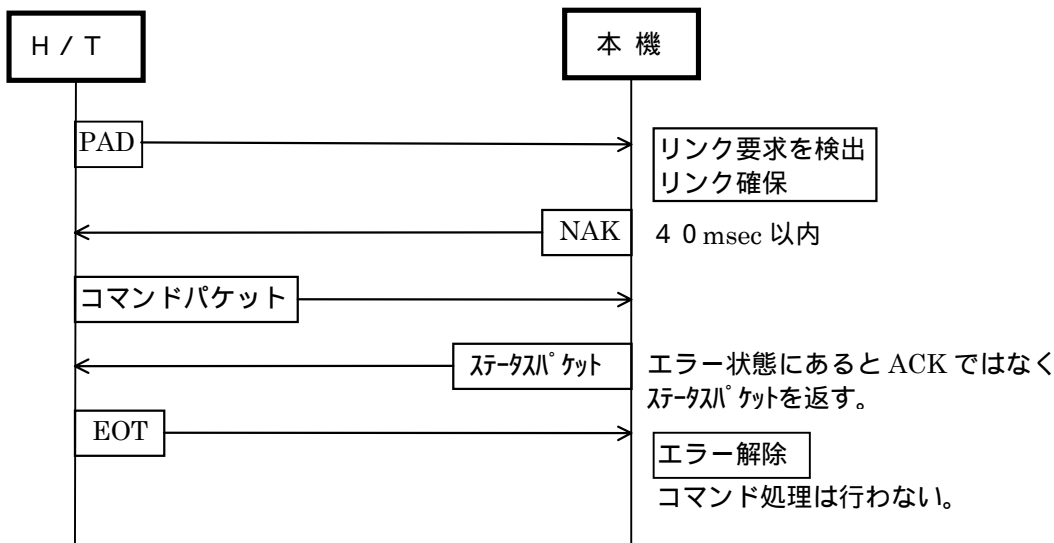 H/T
本 機
PAD
リンク要求を検出
リンク確保
NAK
40msec 以内
コマンドパケット
ステータスパケット
エラー状態にあると ACK ではなく
ステータスパケットを返す。
EOT
エラー解除
コマンド処理は行わない。